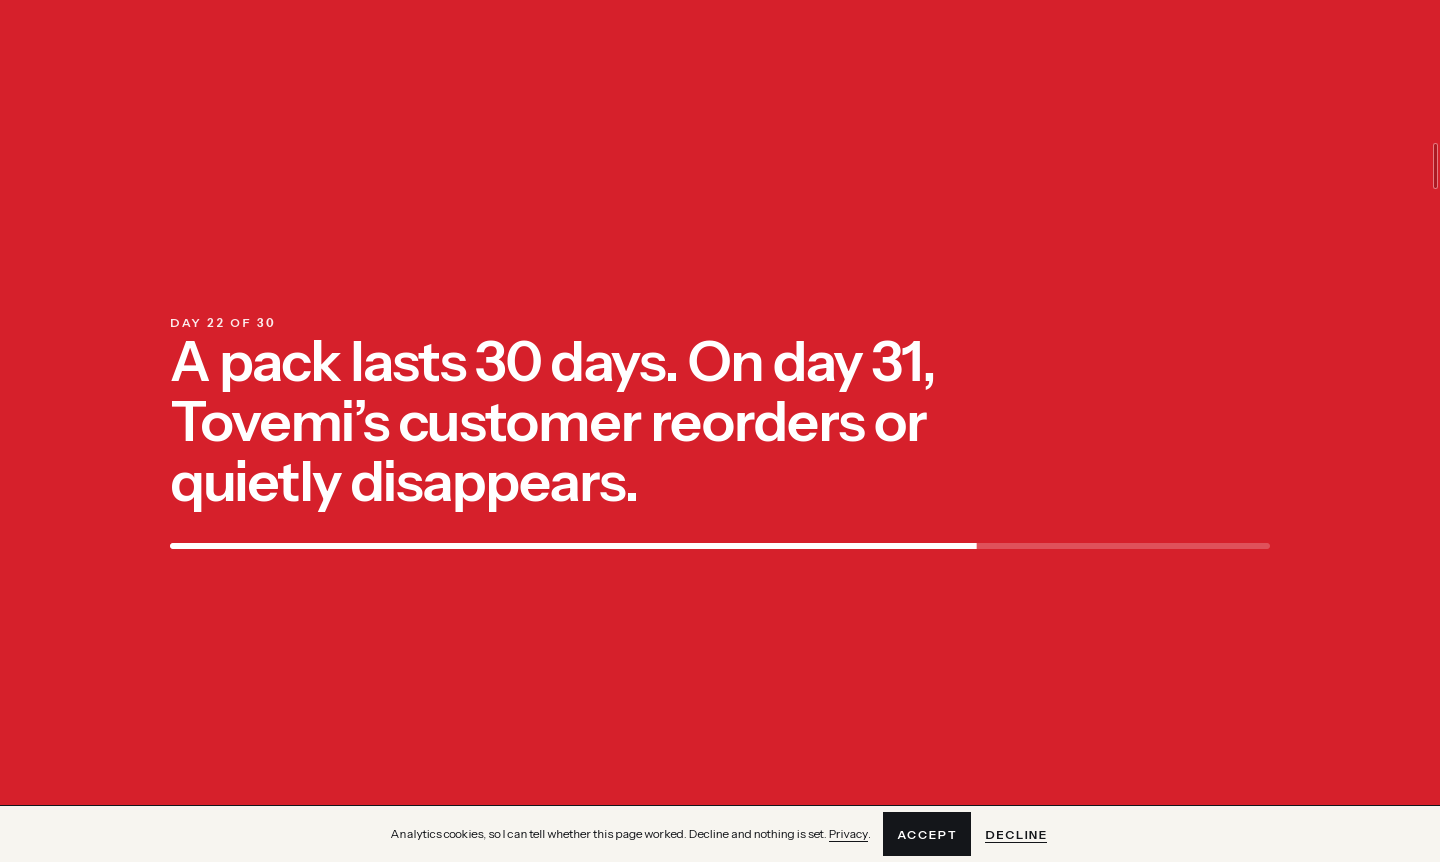 DAY 22 OF 30
A pack lasts 30 days. On day 31,
Tovemi’s customer reorders or
quietly disappears.
Analytics cookies, so I can tell whether this page worked. Decline and nothing is set. Privacy. ACCEPT DECLINE